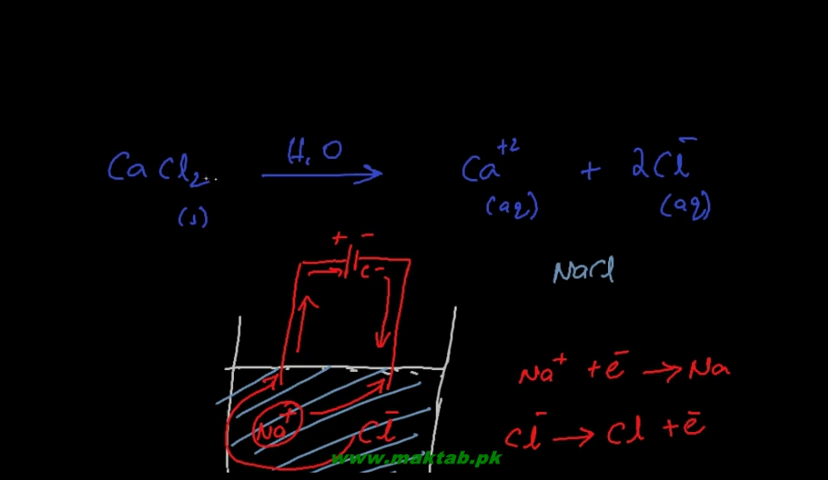 CaCl₂ H₂O → Ca⁺² + 2Cl⁻
(s) (aq) (aq)
+ −
e−
NaCl
Na⁺ + e⁻ → Na
Na⁺ Cl⁻
Cl⁻ → Cl + e⁻
www.maktab.pk